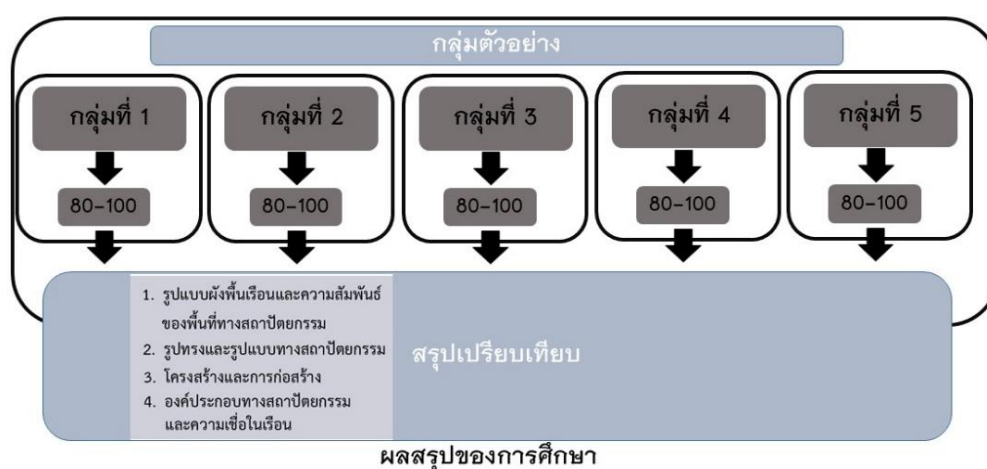 กลุ่มตัวอย่าง
กลุ่มที่ 1
กลุ่มที่ 2
กลุ่มที่ 3
กลุ่มที่ 4
กลุ่มที่ 5
80-100
80-100
80-100
80-100
80-100
1. รูปแบบผังพื้นเรือนและความสัมพันธ์
ของพื้นที่ทางสถาปัตยกรรม
2. รูปทรงและรูปแบบทางสถาปัตยกรรม
3. โครงสร้างและการก่อสร้าง
4. องค์ประกอบทางสถาปัตยกรรม
และความเชื่อในเรือน
สรุปเปรียบเทียบ
ผลสรุปของการศึกษา